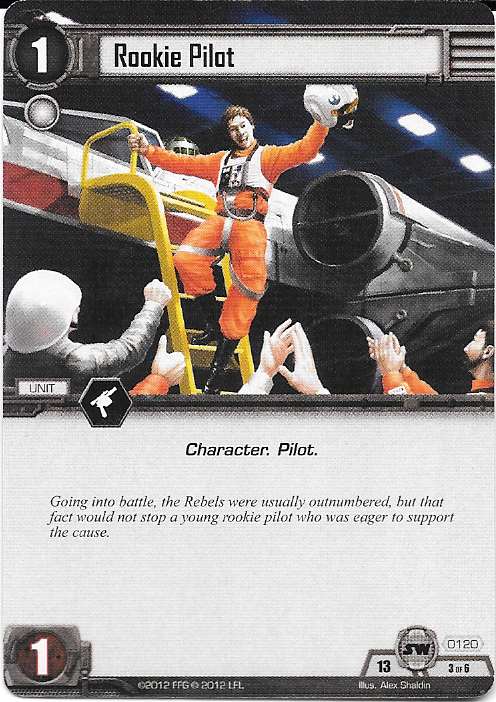 1
Rookie Pilot
UNIT
Character. Pilot.
Going into battle, the Rebels were usually outnumbered, but that
fact would not stop a young rookie pilot who was eager to support
the cause.
1
©2012 FFG © 2012 LFL
Illus. Alex Shaldin
13
SW
0120
3 OF 6